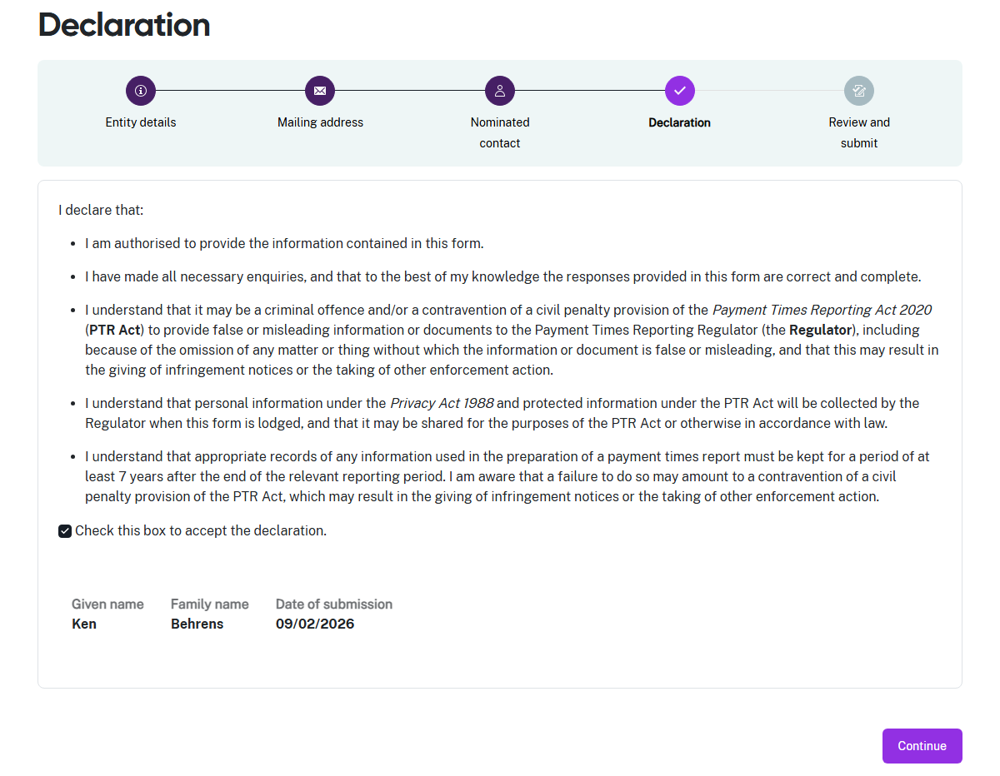 Declaration
Entity details
Mailing address
Nominated
contact
Declaration
Review and
submit
I declare that:
• I am authorised to provide the information contained in this form.
• I have made all necessary enquiries, and that to the best of my knowledge the responses provided in this form are correct and complete.
• I understand that it may be a criminal offence and/or a contravention of a civil penalty provision of the Payment Times Reporting Act 2020
(PTR Act) to provide false or misleading information or documents to the Payment Times Reporting Regulator (the Regulator), including
because of the omission of any matter or thing without which the information or document is false or misleading, and that this may result in
the giving of infringement notices or the taking of other enforcement action.
• I understand that personal information under the Privacy Act 1988 and protected information under the PTR Act will be collected by the
Regulator when this form is lodged, and that it may be shared for the purposes of the PTR Act or otherwise in accordance with law.
• I understand that appropriate records of any information used in the preparation of a payment times report must be kept for a period of at
least 7 years after the end of the relevant reporting period. I am aware that a failure to do so may amount to a contravention of a civil
penalty provision of the PTR Act, which may result in the giving of infringement notices or the taking of other enforcement action.
Check this box to accept the declaration.
Given name Family name Date of submission
Ken Behrens 09/02/2026
Continue